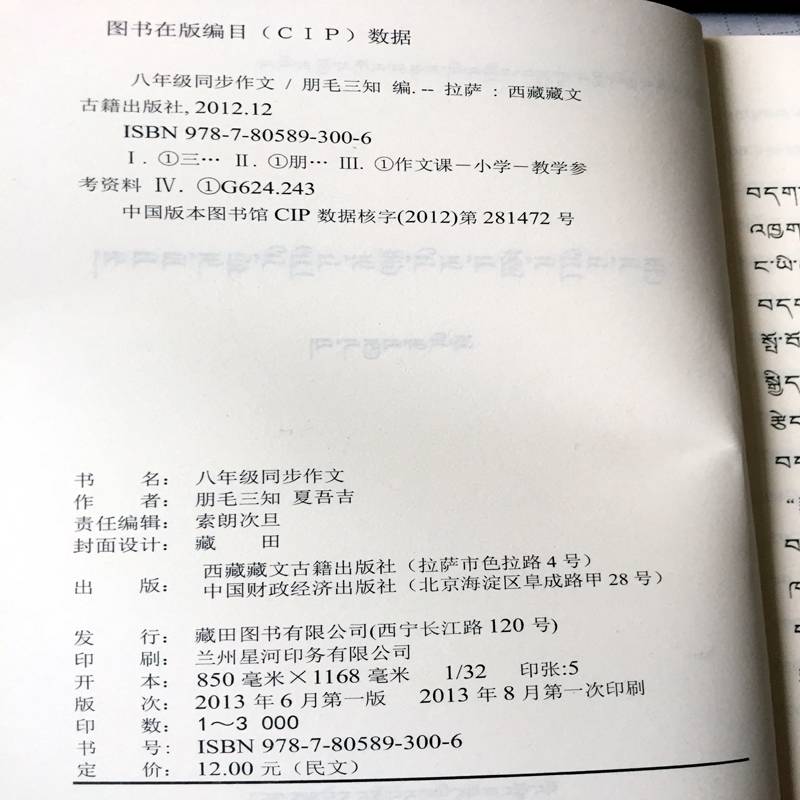 图书在版编目（CIP）数据
八年级同步作文 / 朋毛三知 编. -- 拉萨 : 西藏藏文
古籍出版社, 2012.12
ISBN 978-7-80589-300-6
Ⅰ. ①三… Ⅱ. ①朋… Ⅲ. ①作文课－小学－教学参
考资料 Ⅳ. ①G624.243
中国版本图书馆 CIP 数据核字(2012)第 281472 号
书 名： 八年级同步作文
作 者： 朋毛三知 夏吾吉
责任编辑： 索朗次旦
封面设计： 藏 田
出 版： 西藏藏文古籍出版社（拉萨市色拉路 4 号）
中国财政经济出版社（北京海淀区阜成路甲 28 号）
发 行： 藏田图书有限公司(西宁长江路 120 号)
印 刷： 兰州星河印务有限公司
开 本： 850 毫米×1168 毫米 1/32 印张:5
版 次： 2013 年 6 月第一版 2013 年 8 月第一次印刷
印 数： 1～3 000
书 号: ISBN 978-7-80589-300-6
定 价： 12.00 元（民文）